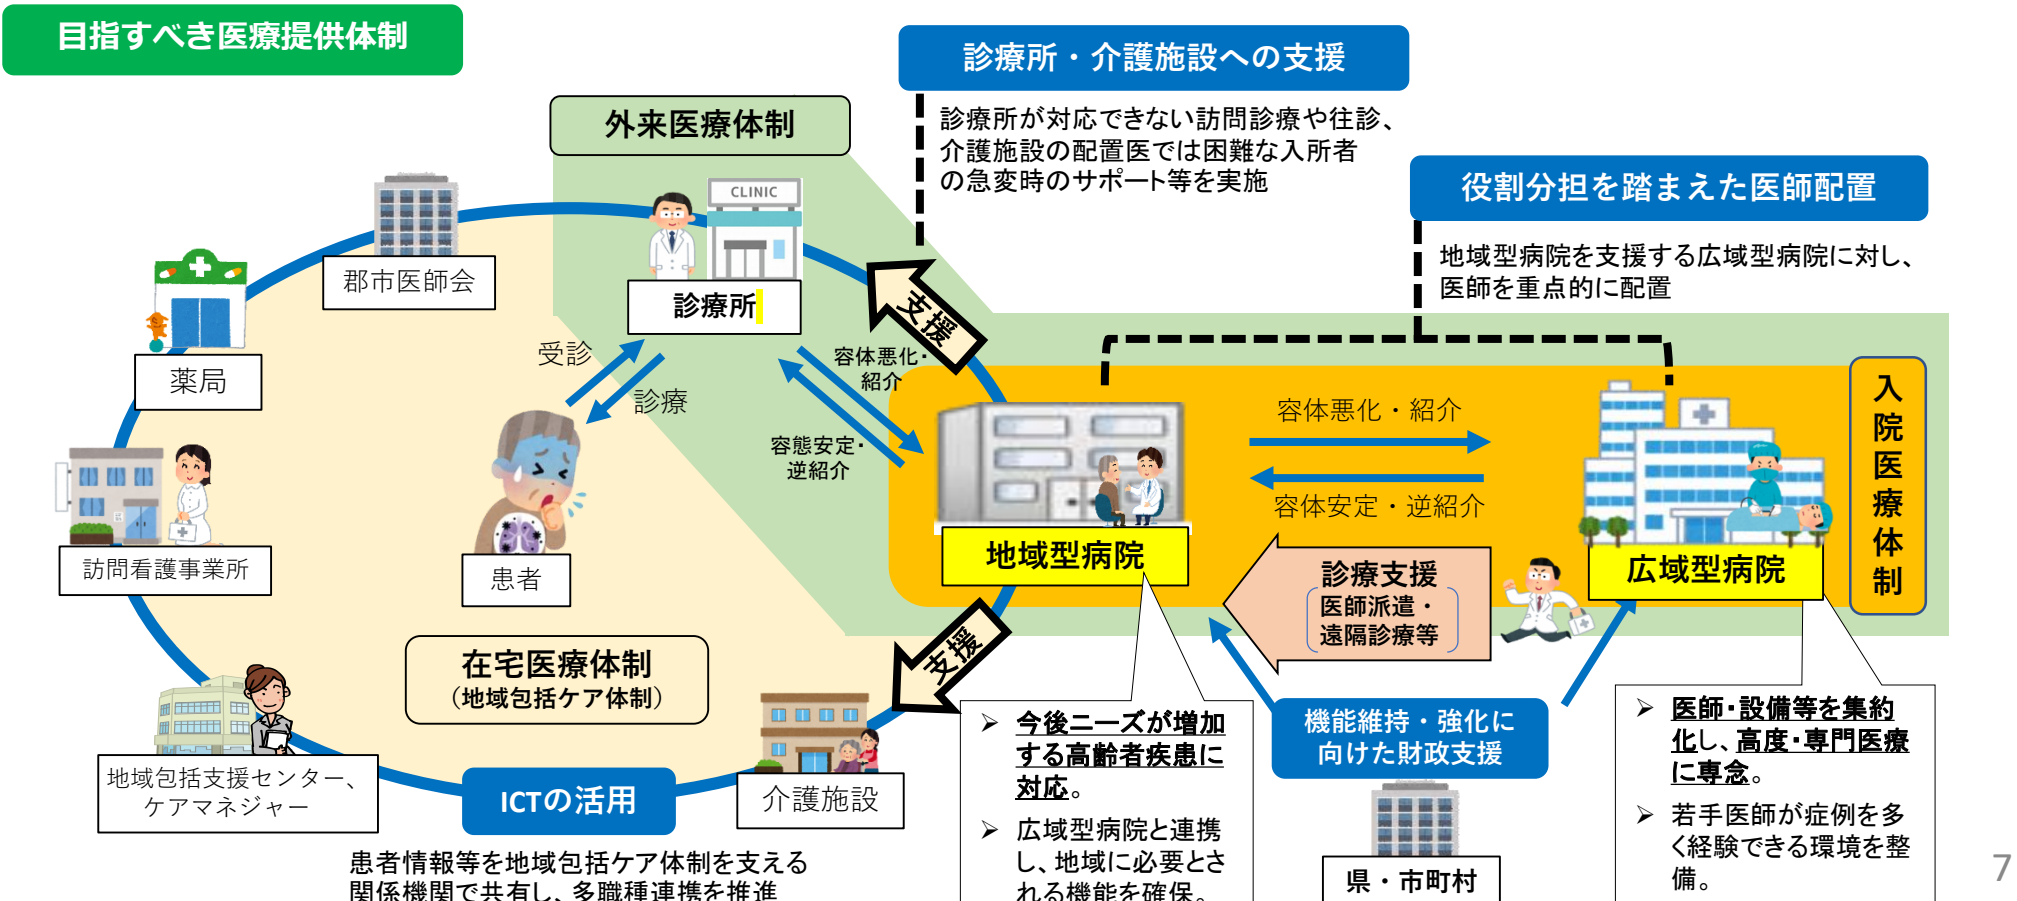 目指すべき医療提供体制
診療所・介護施設への支援
診療所が対応できない訪問診療や往診、
介護施設の配置医では困難な入所者
の急変時のサポート等を実施
外来医療体制
役割分担を踏まえた医師配置
地域型病院を支援する広域型病院に対し、
医師を重点的に配置
CLINIC
診療所
郡市医師会
薬局
訪問看護事業所
地域包括支援センター、
ケアマネジャー
介護施設
患者
受診
診療
容体悪化・
紹介
容態安定・
逆紹介
支援
支援
在宅医療体制
（地域包括ケア体制）
ICTの活用
患者情報等を地域包括ケア体制を支える
関係機関で共有し、多職種連携を推進
地域型病院
容体悪化・紹介
容体安定・逆紹介
広域型病院
入院医療体制
診療支援
医師派遣・
遠隔診療等
➢ 今後ニーズが増加
する高齢者疾患に
対応。
➢ 広域型病院と連携
し、地域に必要とさ
れる機能を確保。
機能維持・強化に
向けた財政支援
県・市町村
➢ 医師・設備等を集約
化し、高度・専門医療
に専念。
➢ 若手医師が症例を多
く経験できる環境を整
備。
7